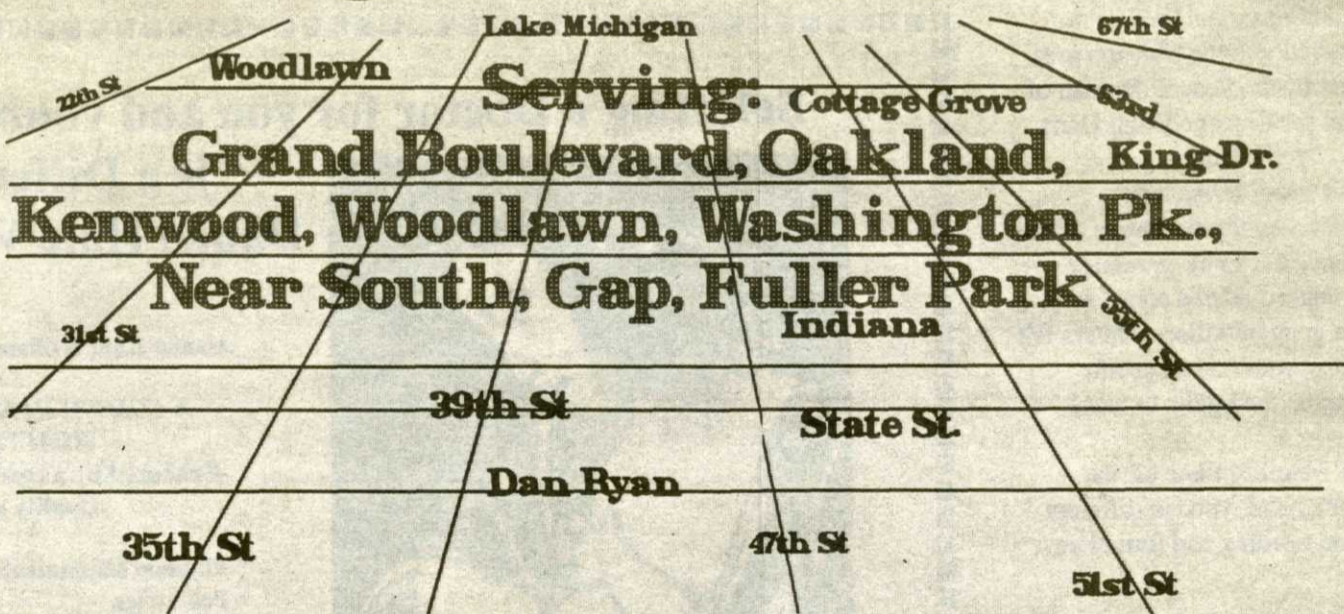 Lake Michigan
67th St
Woodlawn
22th St
Serving:
Cottage Grove
63rd
Grand Boulevard, Oakland,
King Dr.
Kenwood, Woodlawn, Washington Pk.,
Near South, Gap, Fuller Park
31st St
Indiana
55th St
39th St
State St.
Dan Ryan
35th St
47th St
51st St